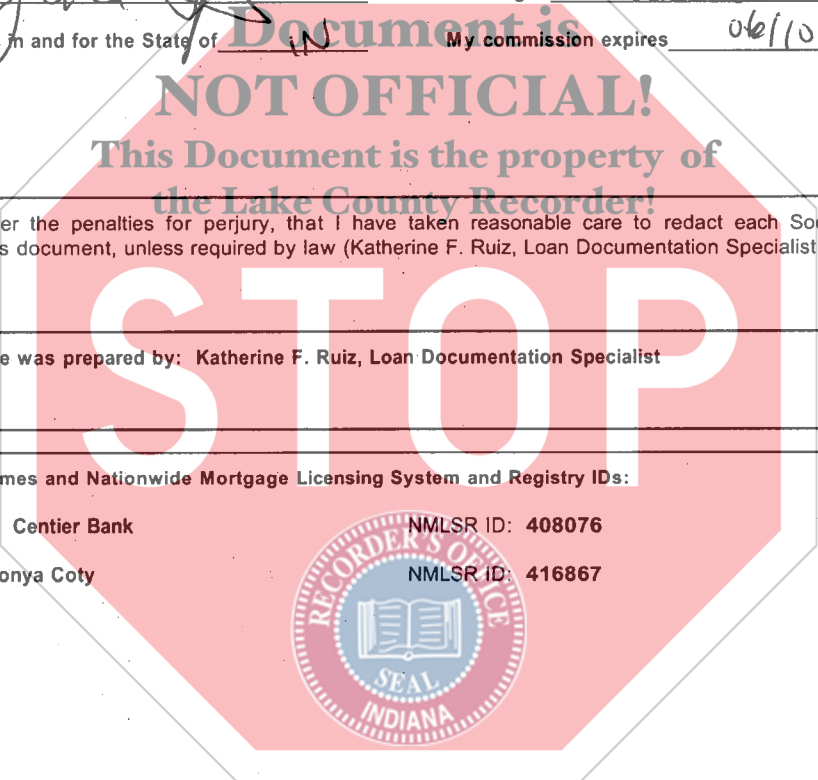 in and for the State of IN My commission expires 06/10
Document is
NOT OFFICIAL!
This Document is the property of
the Lake County Recorder!
er the penalties for perjury, that I have taken reasonable care to redact each Soc
s document, unless required by law (Katherine F. Ruiz, Loan Documentation Specialist
STOP
e was prepared by: Katherine F. Ruiz, Loan Documentation Specialist
mes and Nationwide Mortgage Licensing System and Registry IDs:
Centier Bank NMLSR ID: 408076
onya Coty NMLSR ID: 416867
RECORDER'S OFFICE
SEAL
INDIANA